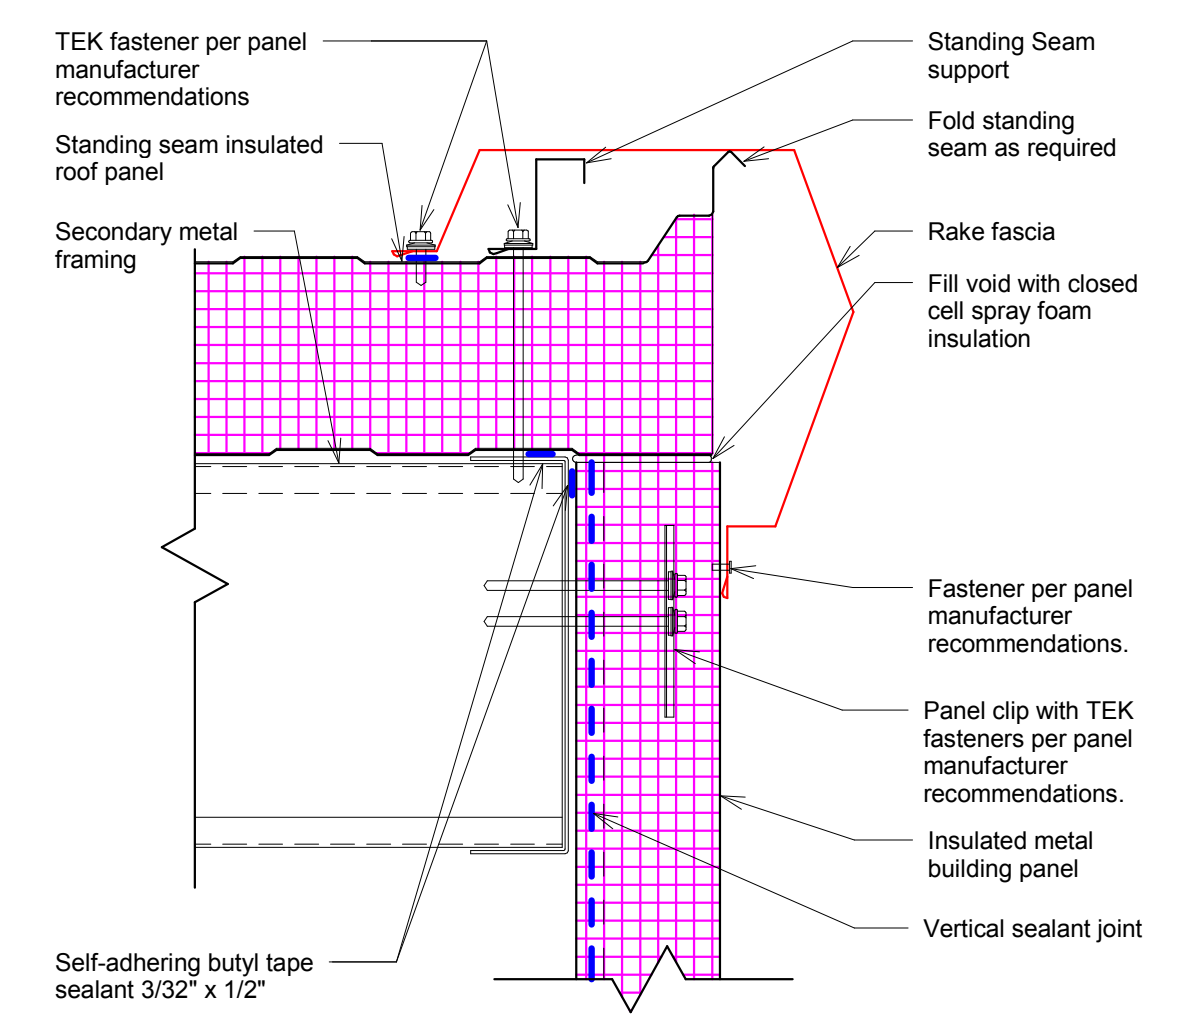 TEK fastener per panel
manufacturer
recommendations
Standing seam insulated
roof panel
Secondary metal
framing
Self-adhering butyl tape
sealant 3/32" x 1/2"
Standing Seam
support
Fold standing
seam as required
Rake fascia
Fill void with closed
cell spray foam
insulation
Fastener per panel
manufacturer
recommendations.
Panel clip with TEK
fasteners per panel
manufacturer
recommendations.
Insulated metal
building panel
Vertical sealant joint